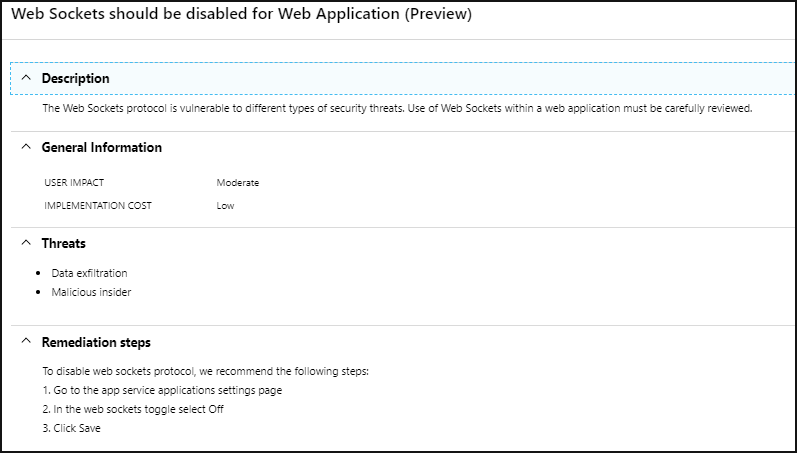 Web Sockets should be disabled for Web Application (Preview)
Description
The Web Sockets protocol is vulnerable to different types of security threats. Use of Web Sockets within a web application must be carefully reviewed.
General Information
USER IMPACT Moderate
IMPLEMENTATION COST Low
Threats
• Data exfiltration
• Malicious insider
Remediation steps
To disable web sockets protocol, we recommend the following steps:
1. Go to the app service applications settings page
2. In the web sockets toggle select Off
3. Click Save